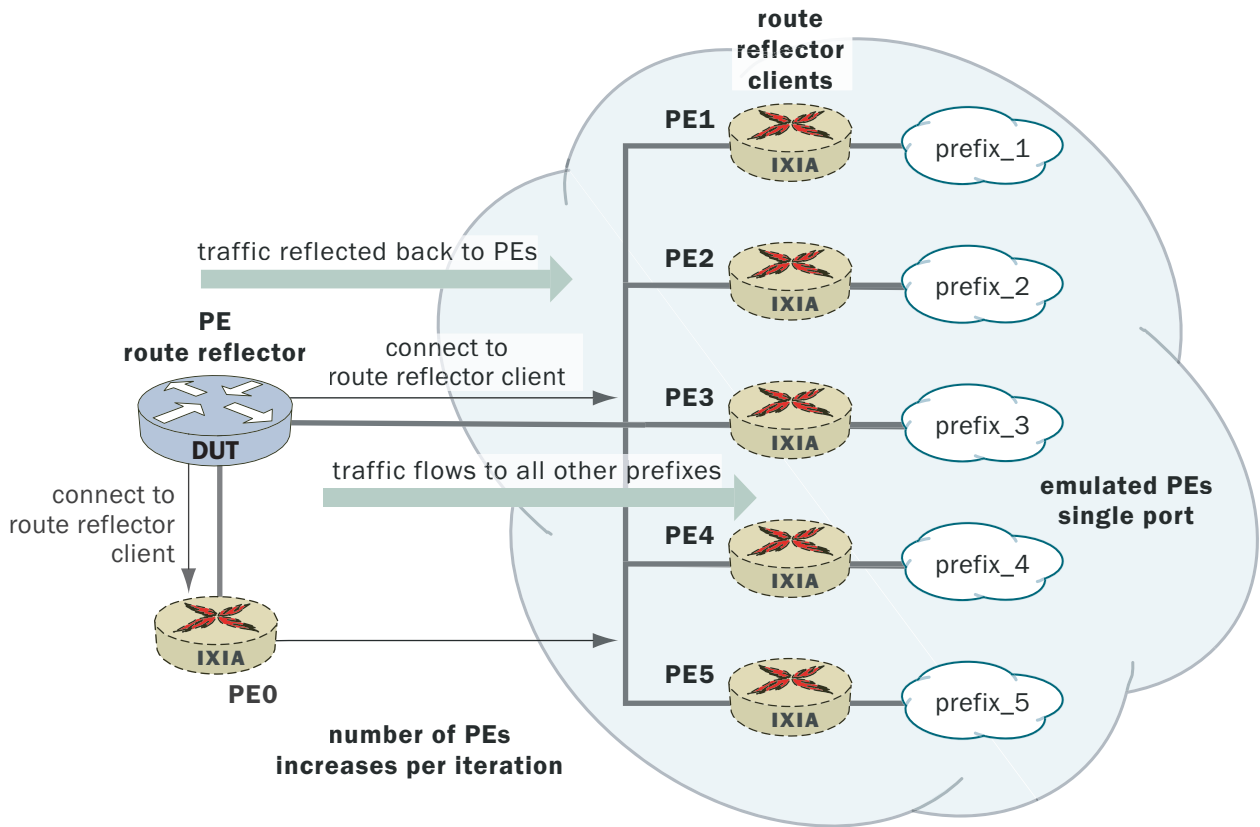 route
reflector
clients
PE1
IXIA
prefix_1
traffic reflected back to PEs
PE2
IXIA
prefix_2
PE
route reflector
connect to
route reflector client
DUT
PE3
IXIA
prefix_3
traffic flows to all other prefixes
connect to
route reflector
client
emulated PEs
single port
PE4
IXIA
prefix_4
IXIA
PE0
PE5
IXIA
prefix_5
number of PEs
increases per iteration